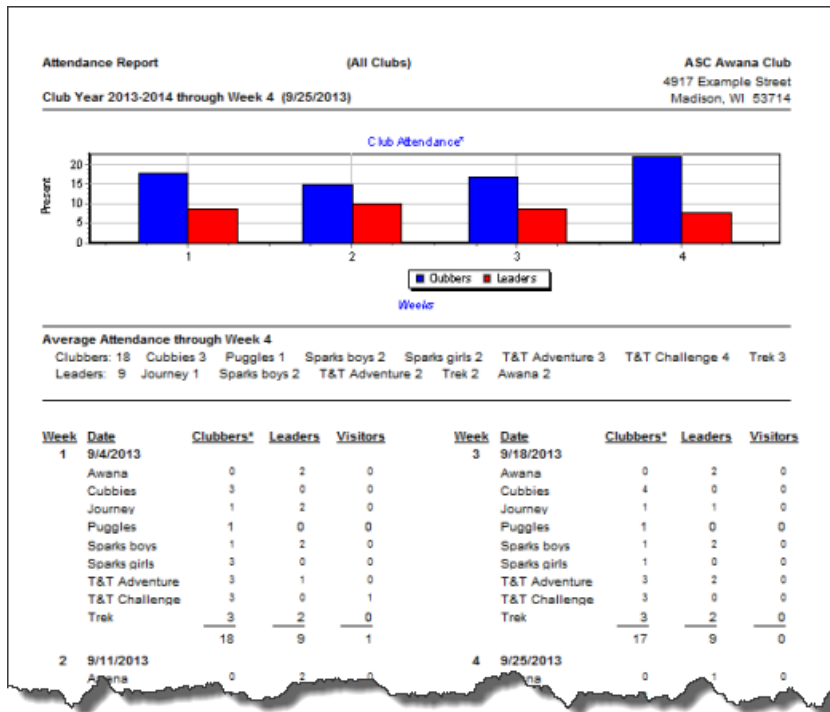 Attendance Report (All Clubs) ASC Awana Club
4917 Example Street
Club Year 2013-2014 through Week 4 (9/25/2013) Madison, WI 53714
Club Attendance*
20
15
10
5
0
Present
1 2 3 4
Clubbers Leaders
Weeks
Average Attendance through Week 4
Clubbers: 18 Cubbies 3 Puggles 1 Sparks boys 2 Sparks girls 2 T&T Adventure 3 T&T Challenge 4 Trek 3
Leaders: 9 Journey 1 Sparks boys 2 T&T Adventure 2 Trek 2 Awana 2
Week Date Clubbers* Leaders Visitors
1 9/4/2013
Awana 0 2 0
Cubbies 3 0 0
Journey 1 2 0
Puggles 1 0 0
Sparks boys 1 2 0
Sparks girls 3 0 0
T&T Adventure 3 1 0
T&T Challenge 3 0 1
Trek 3 2 0
18 9 1
2 9/11/2013
Awana 0 2 0
Week Date Clubbers* Leaders Visitors
3 9/18/2013
Awana 0 2 0
Cubbies 4 0 0
Journey 1 1 0
Puggles 1 0 0
Sparks boys 1 2 0
Sparks girls 1 0 0
T&T Adventure 3 2 0
T&T Challenge 3 0 0
Trek 3 2 0
17 9 0
4 9/25/2013
0 1 0